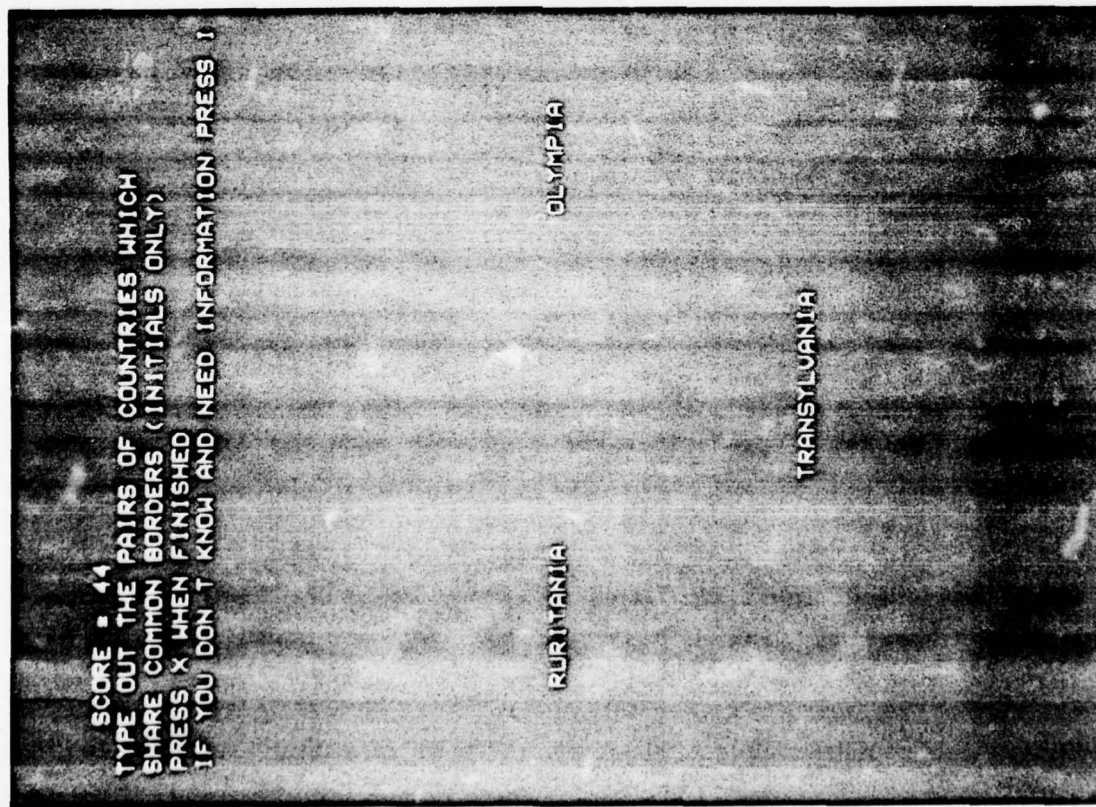 SCORE = 44
TYPE OUT THE PAIRS OF COUNTRIES WHICH
SHARE COMMON BORDERS (INITIALS ONLY)
PRESS X WHEN FINISHED
IF YOU DON T KNOW AND NEED INFORMATION PRESS I
RURITANIA
OLYMPIA
TRANSYLVANIA